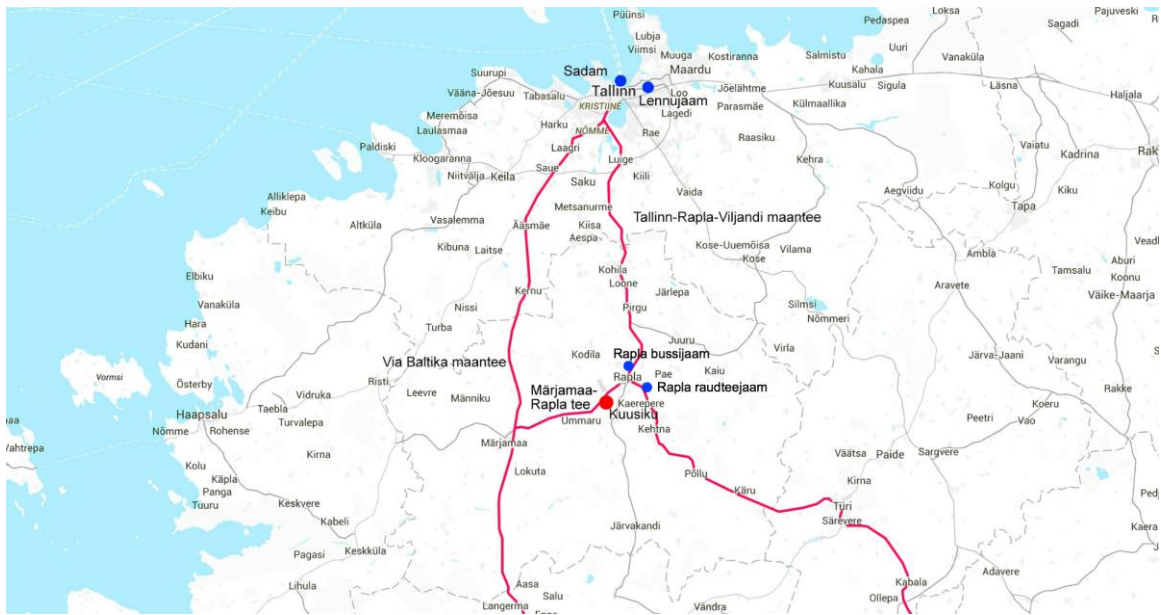 Püünsi
Loksa
Pajuveski
Pedaspea
Sagadi
Lubja
Viimsi
Muuga
Kostiranna
Salmistu
Uuri
Vanaküla
Sadam
Maardu
Kahala
Suurupi
Tallinn
Loo
Jõelähtme
Kuusalu
Sigula
Läsna
Haljala
Vääna-Jõesuu
Tabasalu
KRISTIINE
Lennujaam
Parasmäe
Külmaallika
Meremõisa
Lagedi
Laulasmaa
Harku
NÕMME
Rae
Raasiku
Vaiatu
Paldiski
Laagri
Kadrina
Kloogaranna
Luige
Kehra
Niitvälja
Keila
Saue
Saku
Kiili
Kolgu
Kiku
Alliklepa
Vaida
Aegviidu
Keibu
Metsanurme
Tapa
Altküla
Vasalemma
Ääsmäe
Kiisa
Tallinn-Rapla-Viljandi maantee
Aespa
Kibuna
Laitse
Kose-Uuemõisa
Vilama
Kose
Ambla
Aburi
Elbiku
Kohila
Tamsalu
Koonu
Vanaküla
Kernu
Loone
Järlepa
Silmsi
Aravete
Väike-Maarja
Hara
Nissi
Pirgu
Nõmmeri
Kudani
Turba
Juuru
Virla
Vormsi
Via Baltika maantee
Kodila
Rapla bussijaam
Kaiu
Järva-Jaani
Varangu
Österby
Risti
Rapla
Pae
Haapsalu
Vidruka
Leevre
Männiku
Märjamaa-
Rapla tee
Rapla raudteejaam
Rakke
Taebla
Kaerepere
Koeru
Nõmme
Rohense
Turvalepa
Ummaru
Kuusiku
Kehtna
Peetri
Vao
Vahtrepa
Kirna
Märjamaa
Väätsa
Paide
Sargvere
Kolu
Käpla
Lokuta
Põllu
Kirna
Panga
Käru
Tuuru
Keskvere
Türi
Kabeli
Särevere
Järvakandi
Kaera
Pagasi
Keskküla
Lihula
Aasa
Kabala
Adavere
Salu
Ollepa
Langerma
Vändra